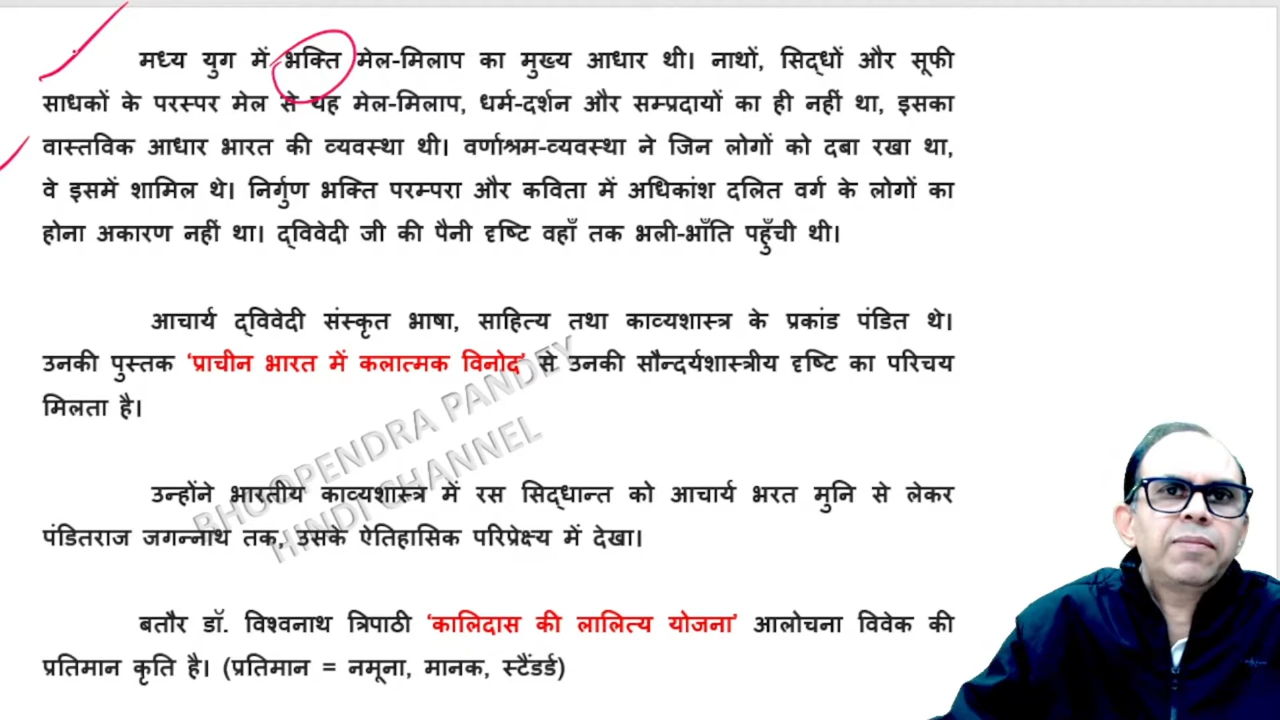 मध्य युग में भक्ति मेल-मिलाप का मुख्य आधार थी। नाथों, सिद्धों और सूफी
साधकों के परस्पर मेल से यह मेल-मिलाप, धर्म-दर्शन और सम्प्रदायों का ही नहीं था, इसका
वास्तविक आधार भारत की व्यवस्था थी। वर्णाश्रम-व्यवस्था ने जिन लोगों को दबा रखा था,
वे इसमें शामिल थे। निर्गुण भक्ति परम्परा और कविता में अधिकांश दलित वर्ग के लोगों का
होना अकारण नहीं था। द्विवेदी जी की पैनी दृष्टि वहाँ तक भली-भाँति पहुँची थी।
आचार्य द्विवेदी संस्कृत भाषा, साहित्य तथा काव्यशास्त्र के प्रकांड पंडित थे।
उनकी पुस्तक ‘प्राचीन भारत में कलात्मक विनोद’ से उनकी सौन्दर्यशास्त्रीय दृष्टि का परिचय
मिलता है।
उन्होंने भारतीय काव्यशास्त्र में रस सिद्धान्त को आचार्य भरत मुनि से लेकर
पंडितराज जगन्नाथ तक, उसके ऐतिहासिक परिप्रेक्ष्य में देखा।
बतौर डॉ. विश्वनाथ त्रिपाठी ‘कालिदास की लालित्य योजना’ आलोचना विवेक की
प्रतिमान कृति है। (प्रतिमान = नमूना, मानक, स्टैंडर्ड)
BHOOPENDRA PANDEY
HINDI CHANNEL